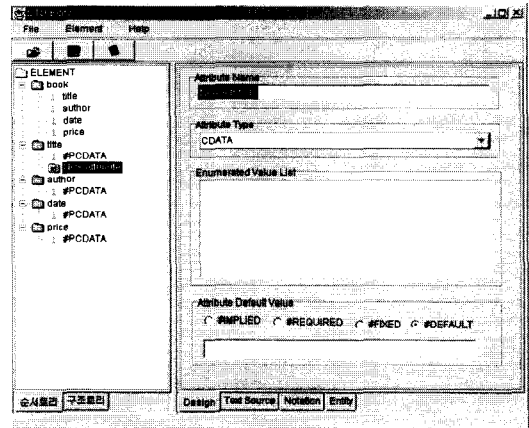 File Element Help
ELEMENT
book
title
author
date
price
title
#PCDATA
author
#PCDATA
date
#PCDATA
price
#PCDATA
순서트리 구조트리
Attribute Name
Attribute Type
CDATA
Enumerated Value List
Attribute Default Value
#IMPLIED #REQUIRED #FIXED #DEFAULT
Design Text Source Notation Entity